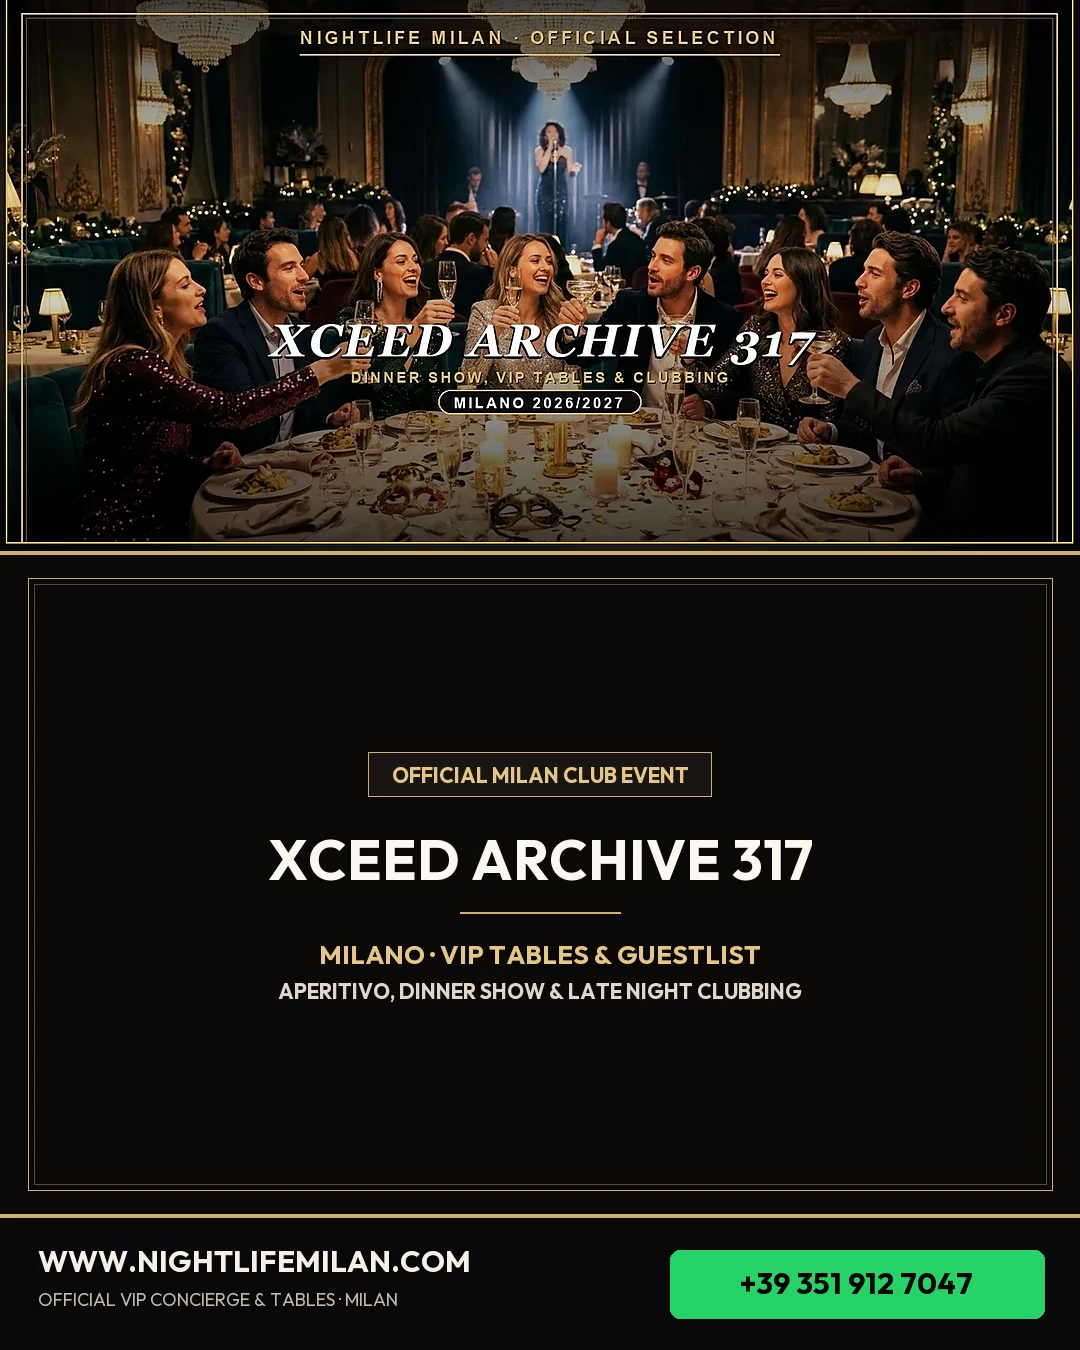 NIGHTLIFE MILAN · OFFICIAL SELECTION
XCEED ARCHIVE 317
DINNER SHOW, VIP TABLES & CLUBBING
MILANO 2026/2027
OFFICIAL MILAN CLUB EVENT
XCEED ARCHIVE 317
MILANO · VIP TABLES & GUESTLIST
APERITIVO, DINNER SHOW & LATE NIGHT CLUBBING
WWW.NIGHTLIFEMILAN.COM
OFFICIAL VIP CONCIERGE & TABLES · MILAN
+39 351 912 7047